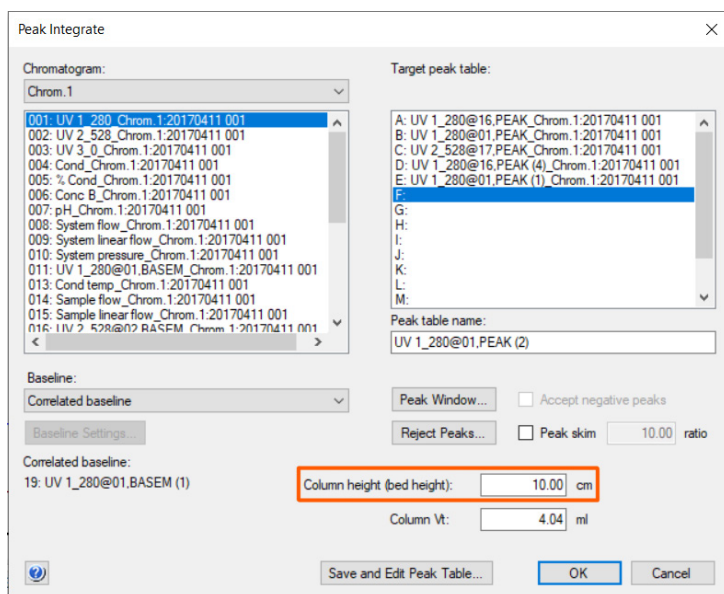 Peak Integrate
Chromatogram:
Chrom.1
001: UV 1_280_Chrom.1:20170411 001
002: UV 2_528_Chrom.1:20170411 001
003: UV 3_0_Chrom.1:20170411 001
004: Cond_Chrom.1:20170411 001
005: % Cond_Chrom.1:20170411 001
006: Conc B_Chrom.1:20170411 001
007: pH_Chrom.1:20170411 001
008: System flow_Chrom.1:20170411 001
009: System linear flow_Chrom.1:20170411 001
010: System pressure_Chrom.1:20170411 001
011: UV 1_280@01,BASEM_Chrom.1:20170411 001
013: Cond temp_Chrom.1:20170411 001
014: Sample flow_Chrom.1:20170411 001
015: Sample linear flow_Chrom.1:20170411 001
016: UV 2_528@02,BASEM_Chrom.1:20170411 001
Target peak table:
A: UV 1_280@16,PEAK_Chrom.1:20170411 001
B: UV 1_280@01,PEAK_Chrom.1:20170411 001
C: UV 2_528@17,PEAK_Chrom.1:20170411 001
D: UV 1_280@16,PEAK (4)_Chrom.1:20170411 001
E: UV 1_280@01,PEAK (1)_Chrom.1:20170411 001
F:
G:
H:
I:
J:
K:
L:
M:
Peak table name:
UV 1_280@01,PEAK (2)
Baseline:
Correlated baseline
Baseline Settings...
Correlated baseline:
19: UV 1_280@01,BASEM (1)
Peak Window...
Accept negative peaks
Reject Peaks...
Peak skim
10.00 ratio
Column height (bed height): 10.00 cm
Column Vt: 4.04 ml
Save and Edit Peak Table...
OK
Cancel